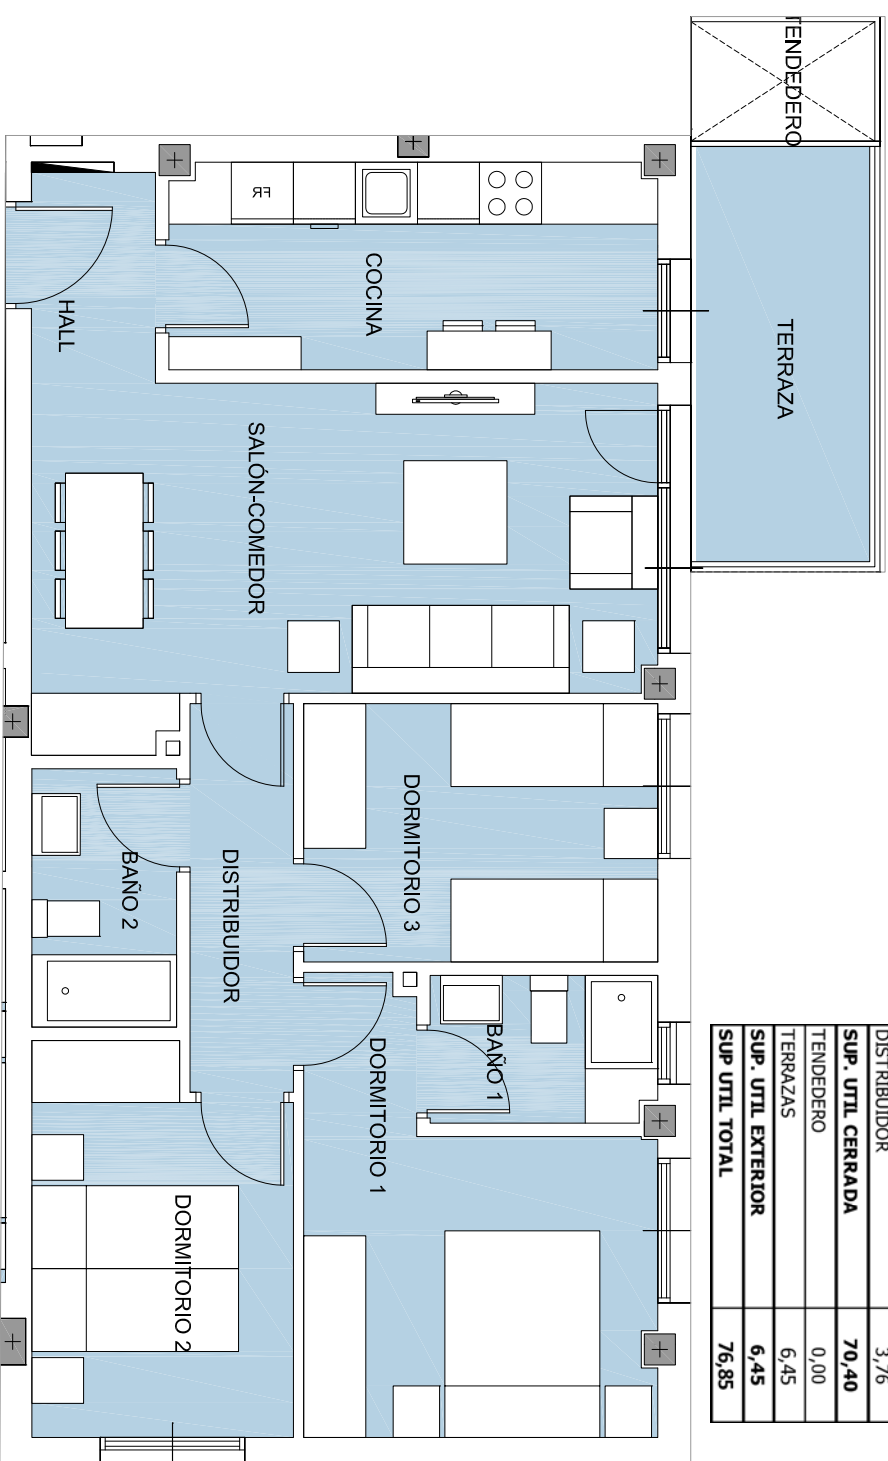 TENDEDERO
TERRAZA
FR
COCINA
HALL
SALÓN-COMEDOR
DORMITORIO 3
BAÑO 2
DISTRIBUIDOR
BAÑO 1
DORMITORIO 1
DORMITORIO 2
DISTRIBUIDOR 3,76
SUP. UTIL CERRADA 70,40
TENDEDERO 0,00
TERRAZAS 6,45
SUP. UTIL EXTERIOR 6,45
SUP UTIL TOTAL 76,85